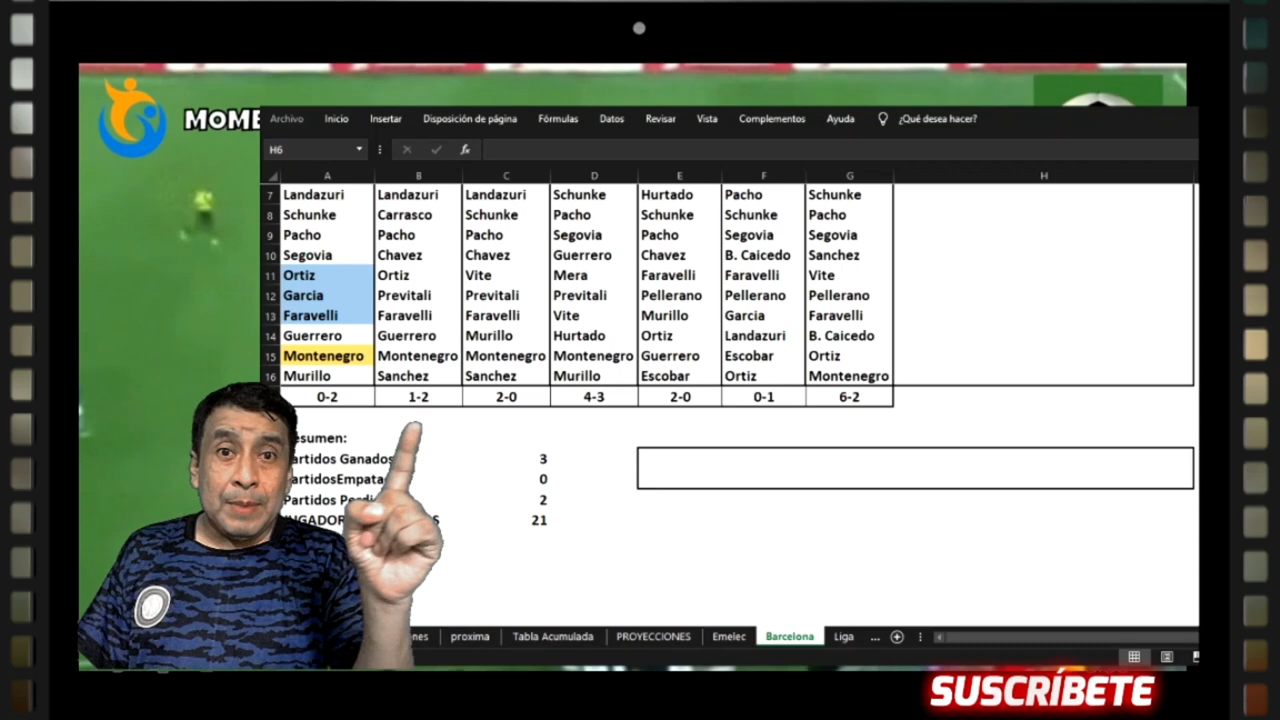 MOME
Archivo Inicio Insertar Disposición de página Fórmulas Datos Revisar Vista Complementos Ayuda ¿Qué desea hacer?
H6 fx
A B C D E F G H
7 Landazuri Landazuri Landazuri Schunke Hurtado Pacho Schunke
8 Schunke Carrasco Schunke Pacho Schunke Schunke Pacho
9 Pacho Pacho Pacho Segovia Pacho Segovia Segovia
10 Segovia Chavez Chavez Guerrero Chavez B. Caicedo Sanchez
11 Ortiz Ortiz Vite Mera Faravelli Faravelli Vite
12 Garcia Previtali Previtali Previtali Pellerano Pellerano Pellerano
13 Faravelli Faravelli Faravelli Vite Murillo Garcia Faravelli
14 Guerrero Guerrero Murillo Hurtado Ortiz Landazuri B. Caicedo
15 Montenegro Montenegro Montenegro Montenegro Guerrero Escobar Ortiz
16 Murillo Sanchez Sanchez Murillo Escobar Ortiz Montenegro
0-2 1-2 2-0 4-3 2-0 0-1 6-2
esumen:
artidos Ganados 3
artidosEmpata 0
Partidos Perdi 2
UGADOR S 21
nes proxima Tabla Acumulada PROYECCIONES Emelec Barcelona Liga ...
SUSCRÍBETE